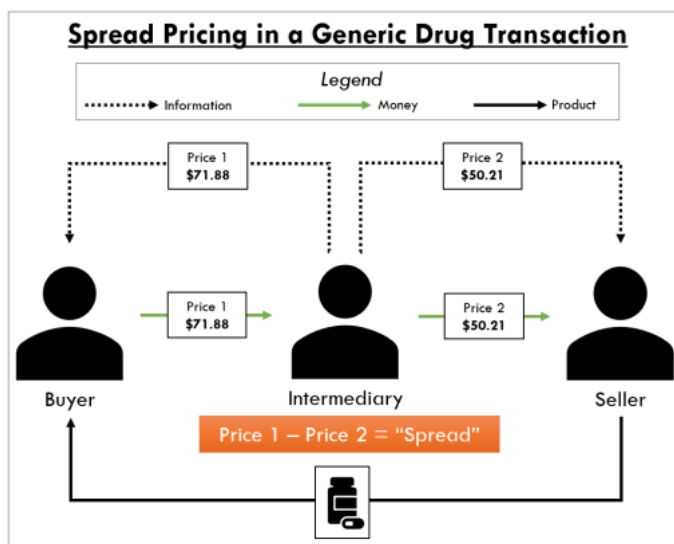 Spread Pricing in a Generic Drug Transaction
Legend
Information
Money
Product
Price 1
$71.88
Price 2
$50.21
Price 1
$71.88
Price 2
$50.21
Buyer
Intermediary
Seller
Price 1 – Price 2 = “Spread”